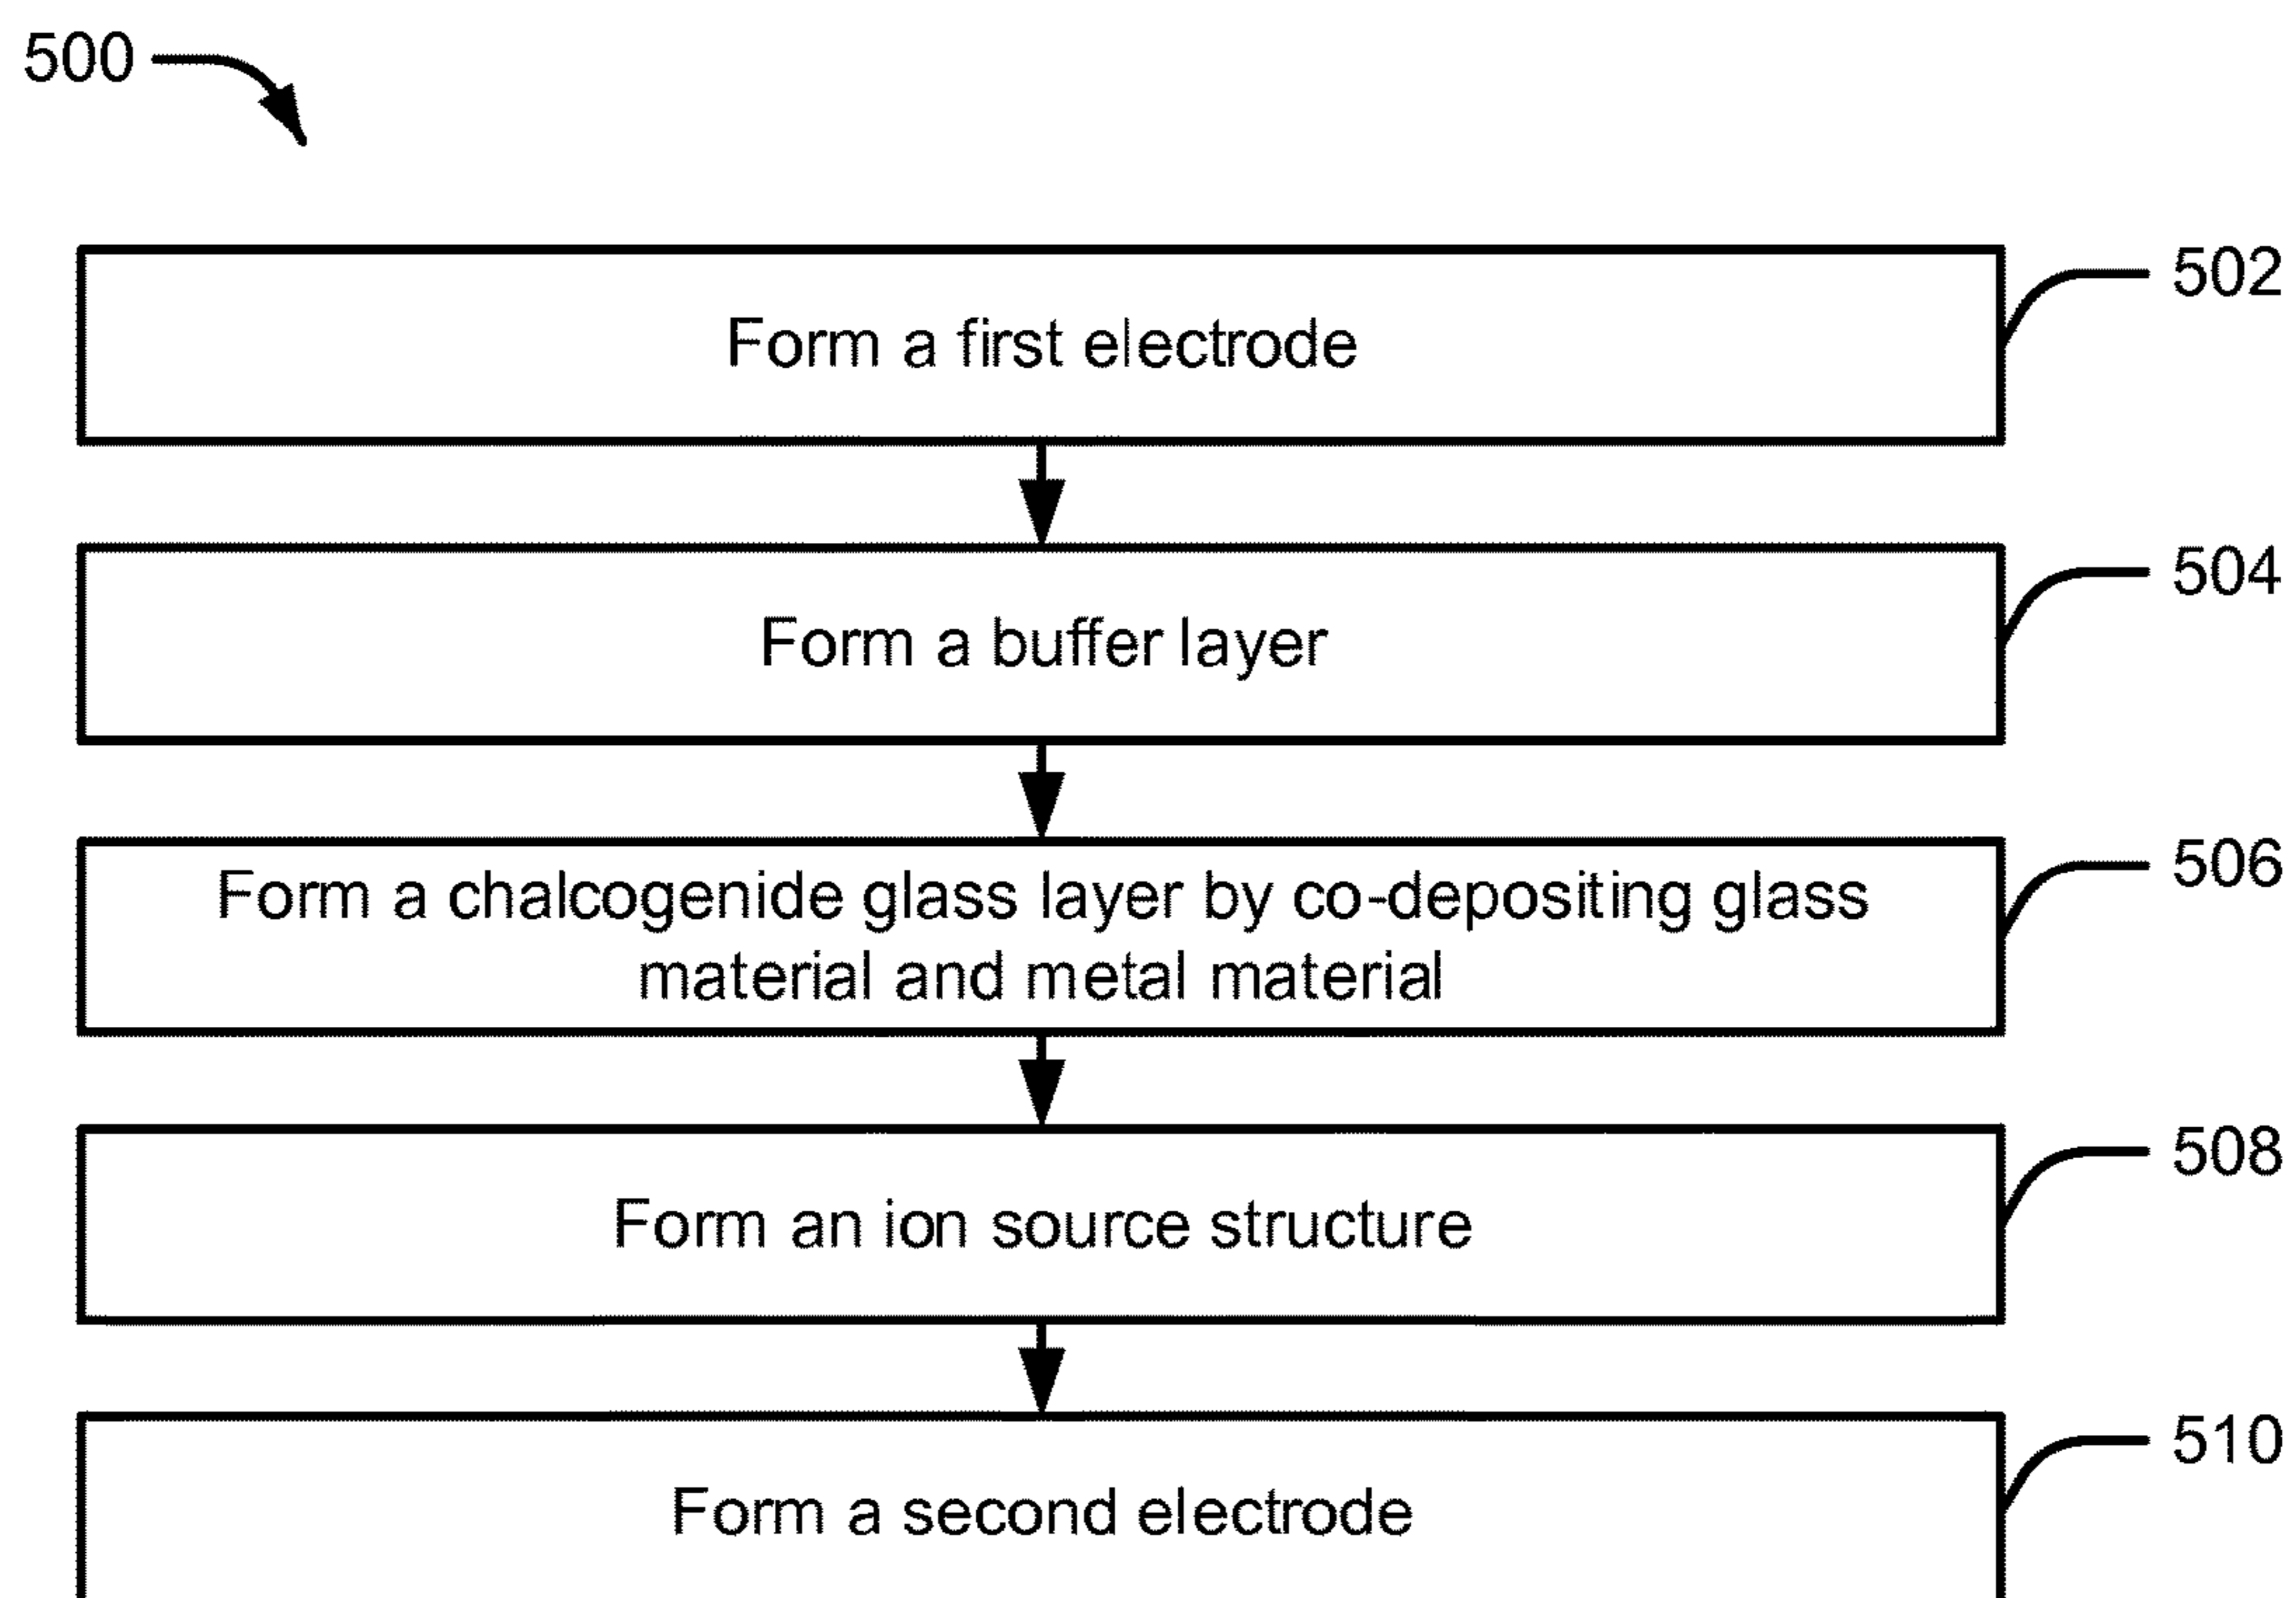 500
502
Form a first electrode
504
Form a buffer layer
506
Form a chalcogenide glass layer by co-depositing glass
material and metal material
508
Form an ion source structure
510
Form a second electrode